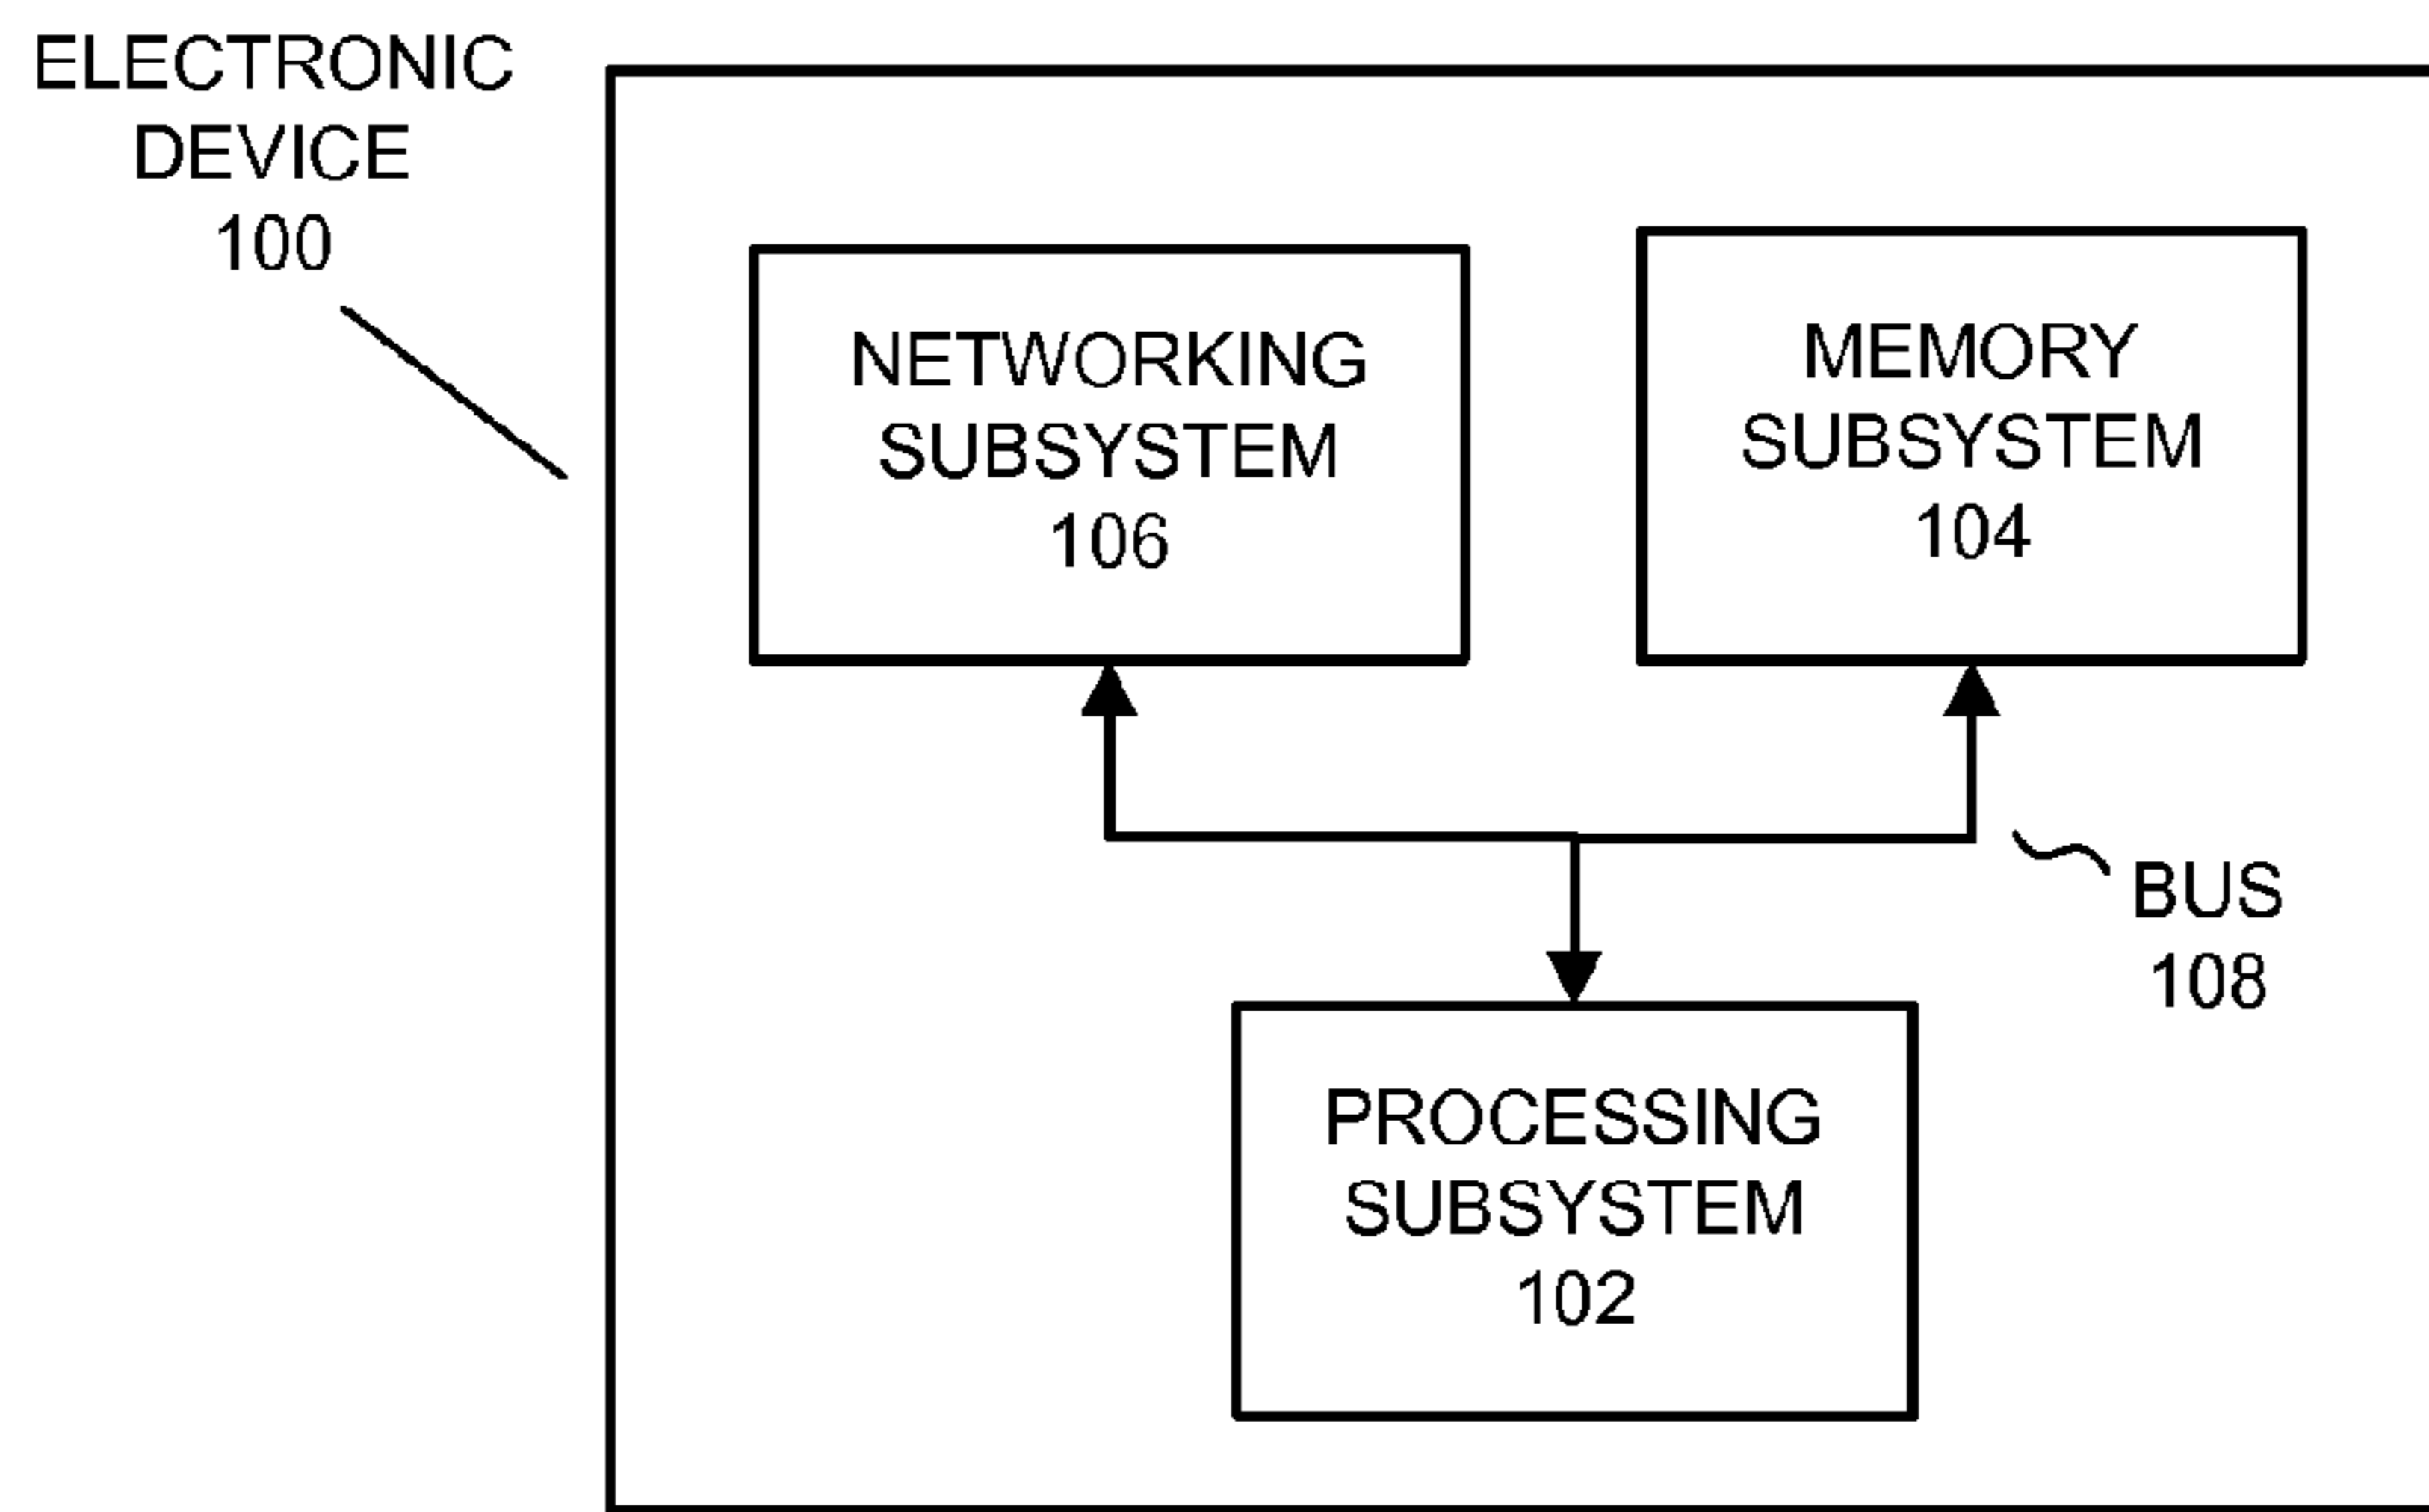 ELECTRONIC
DEVICE
100
NETWORKING
SUBSYSTEM
106
MEMORY
SUBSYSTEM
104
BUS
108
PROCESSING
SUBSYSTEM
102